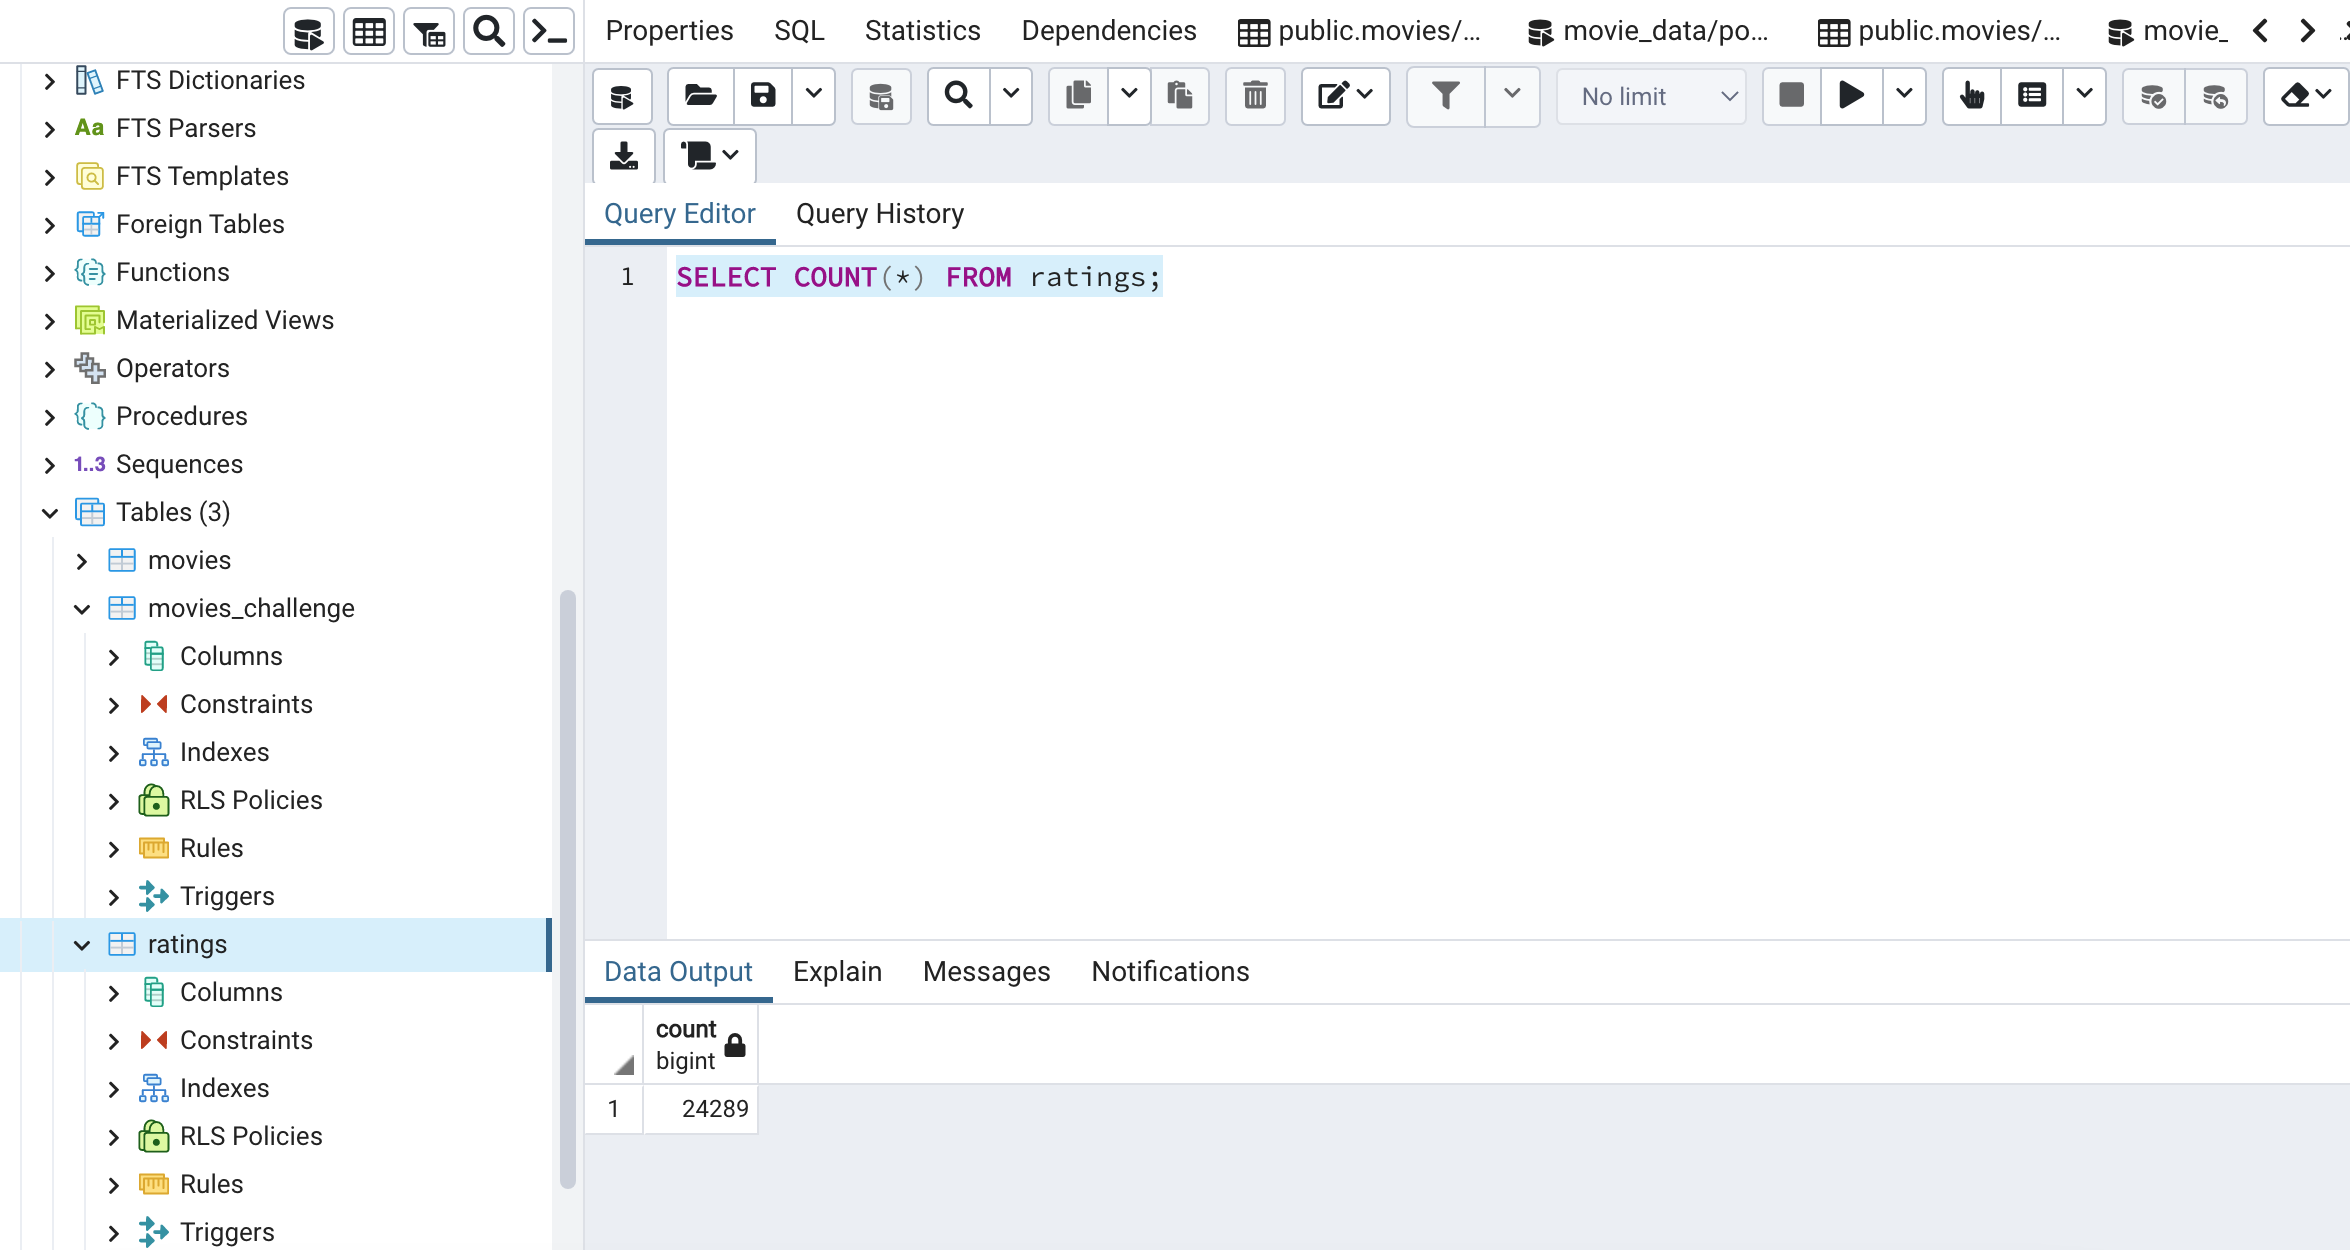 Properties
SQL
Statistics
Dependencies
public.movies/...
movie_data/po...
public.movies/...
movie_
No limit
FTS Dictionaries
Aa FTS Parsers
FTS Templates
Foreign Tables
Functions
Materialized Views
Operators
Procedures
1..3 Sequences
Tables (3)
movies
movies_challenge
Columns
Constraints
Indexes
RLS Policies
Rules
Triggers
ratings
Columns
Constraints
Indexes
RLS Policies
Rules
Triggers
Query Editor
Query History
1 SELECT COUNT(*) FROM ratings;
Data Output
Explain
Messages
Notifications
count
bigint
1 24289